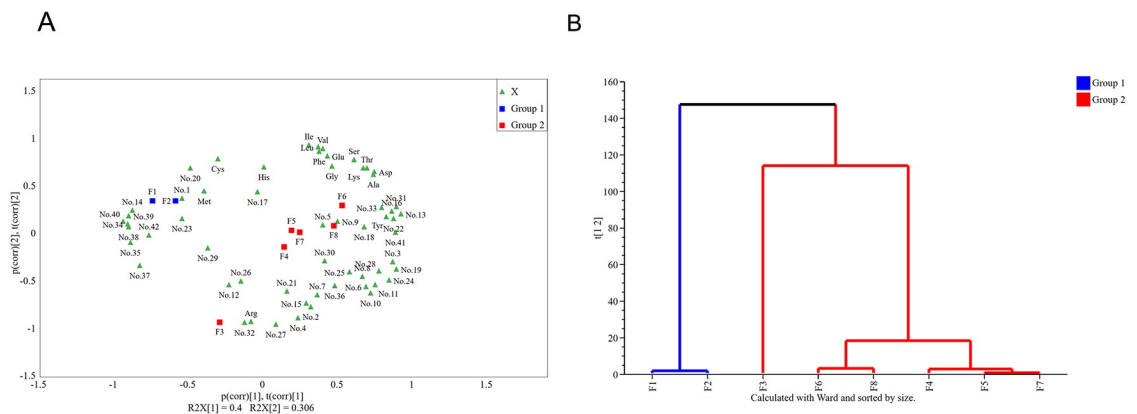 A
B
1.5
1
0.5
0
-0.5
-1
-1.5
p(corr)[2], t(corr)[2]
X
Group 1
Group 2
Ile
Val
Leu
Phe
Glu
Gly
Ser
Thr
Lys
Asp
Ala
Cys
No.20
His
No.1
Met
No.17
F1
F2
F6
No.14
No.40
No.39
No.34
No.42
No.38
No.35
No.37
No.23
No.29
No.31
No.33
No.16
No.13
No.5
No.9
Tyr
No.22
No.18
No.41
F5
F7
F8
F4
No.30
No.3
No.25
No.28
No.8
No.19
No.24
No.26
No.12
No.21
No.7
No.6
No.11
No.36
No.10
No.15
No.2
Arg
F3
No.32
No.27
No.4
-1.5
-1
-0.5
0
0.5
1
1.5
p(corr)[1], t(corr)[1]
R2X[1] = 0.4 R2X[2] = 0.306
160
140
120
100
80
60
40
20
0
t[1 2]
Group 1
Group 2
F1
F2
F3
F6
F8
F4
F5
F7
Calculated with Ward and sorted by size.